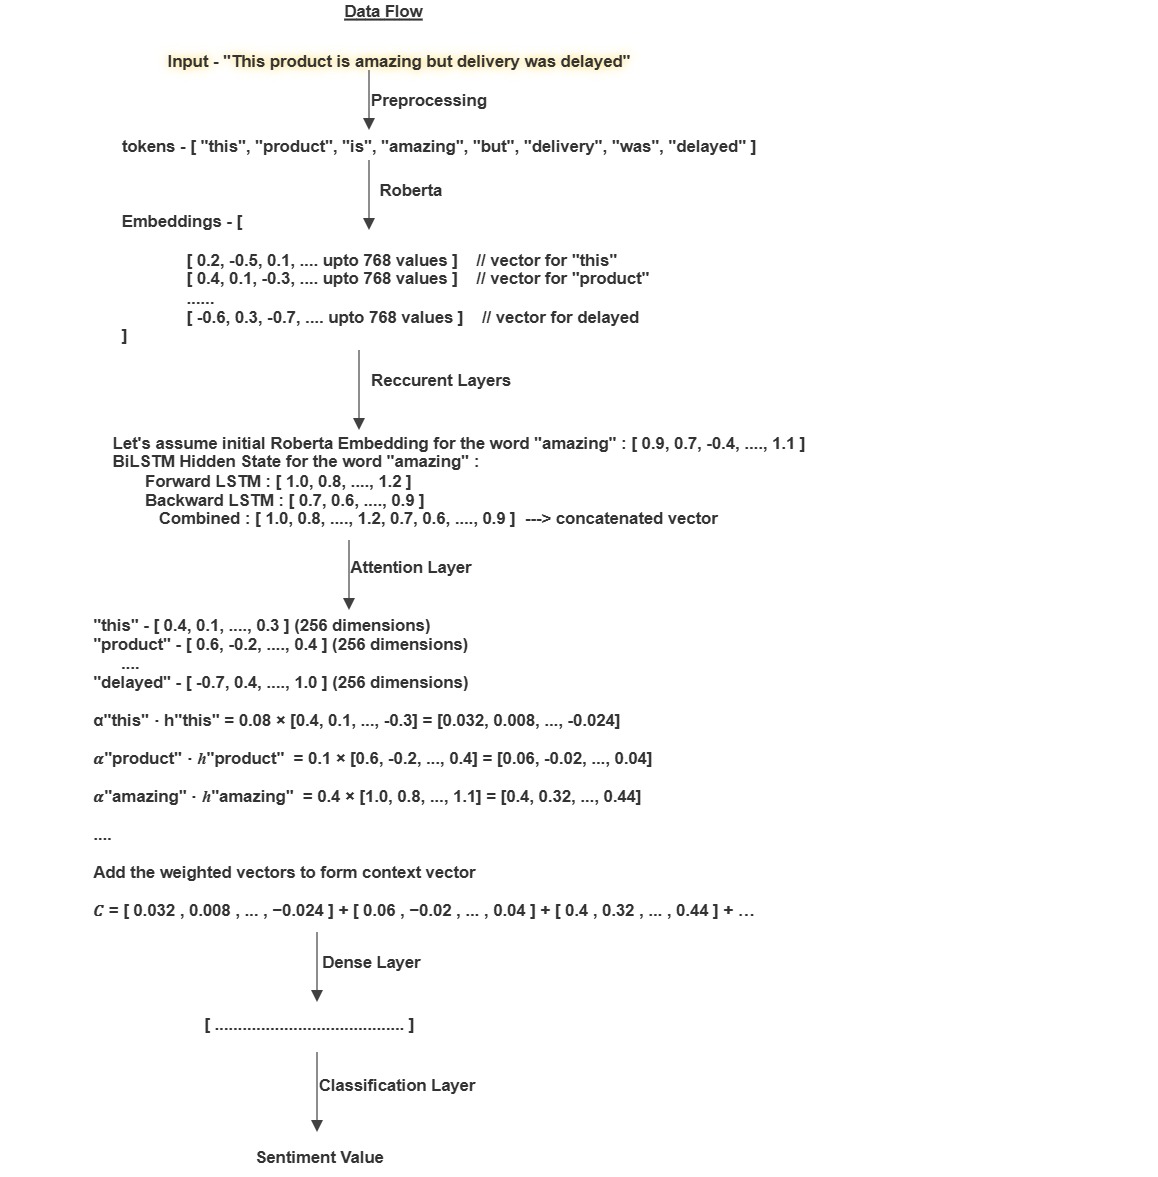 Data Flow
Input - "This product is amazing but delivery was delayed"
Preprocessing
tokens - [ "this", "product", "is", "amazing", "but", "delivery", "was", "delayed" ]
Roberta
Embeddings - [
[ 0.2, -0.5, 0.1, .... upto 768 values ]    // vector for "this"
[ 0.4, 0.1, -0.3, .... upto 768 values ]    // vector for "product"
......
[ -0.6, 0.3, -0.7, .... upto 768 values ]    // vector for delayed
]
Reccurent Layers
Let's assume initial Roberta Embedding for the word "amazing" : [ 0.9, 0.7, -0.4, ...., 1.1 ]
BiLSTM Hidden State for the word "amazing" :
Forward LSTM : [ 1.0, 0.8, ...., 1.2 ]
Backward LSTM : [ 0.7, 0.6, ...., 0.9 ]
Combined : [ 1.0, 0.8, ...., 1.2, 0.7, 0.6, ...., 0.9 ]  ---> concatenated vector
Attention Layer
"this" - [ 0.4, 0.1, ...., 0.3 ] (256 dimensions)
"product" - [ 0.6, -0.2, ...., 0.4 ] (256 dimensions)
....
"delayed" - [ -0.7, 0.4, ...., 1.0 ] (256 dimensions)
α"this" · h"this" = 0.08 × [0.4, 0.1, ..., -0.3] = [0.032, 0.008, ..., -0.024]
𝜶"product" · ℎ"product"  = 0.1 × [0.6, -0.2, ..., 0.4] = [0.06, -0.02, ..., 0.04]
𝜶"amazing" · ℎ"amazing"  = 0.4 × [1.0, 0.8, ..., 1.1] = [0.4, 0.32, ..., 0.44]
....
Add the weighted vectors to form context vector
𝐶 = [ 0.032 , 0.008 , ... , −0.024 ] + [ 0.06 , −0.02 , ... , 0.04 ] + [ 0.4 , 0.32 , ... , 0.44 ] + …
Dense Layer
[ ......................................... ]
Classification Layer
Sentiment Value